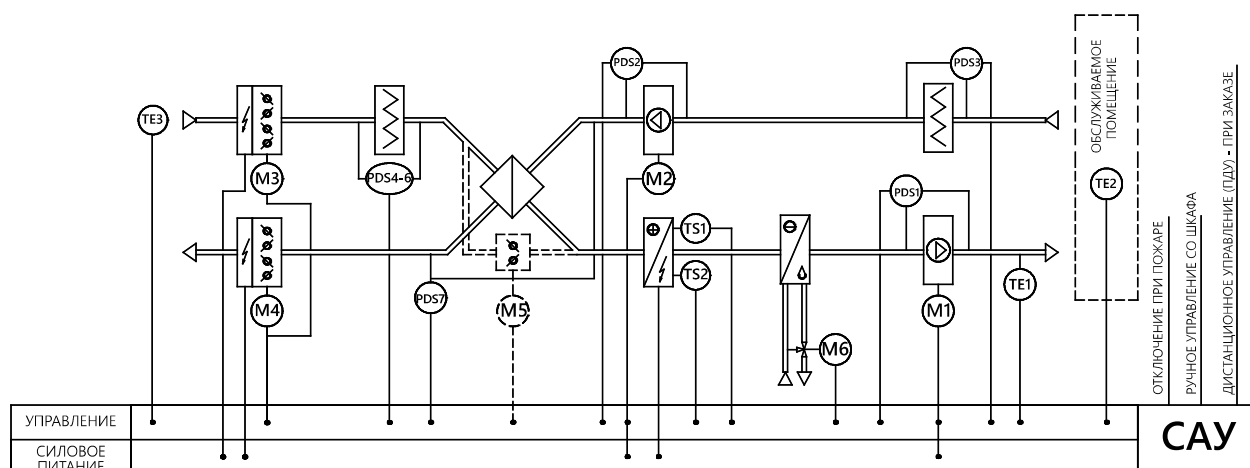 PDS2
PDS3
ОБСЛУЖИВАЕМОЕ
ПОМЕЩЕНИЕ
TE3
M3
PDS4-6
M2
TE2
PDS1
TS1
TS2
TE1
PDS7
M4
M5
M1
M6
ОТКЛЮЧЕНИЕ ПРИ ПОЖАРЕ
РУЧНОЕ УПРАВЛЕНИЕ СО ШКАФА
ДИСТАНЦИОННОЕ УПРАВЛЕНИЕ (ПДУ) - ПРИ ЗАКАЗЕ
УПРАВЛЕНИЕ
СИЛОВОЕ
ПИТАНИЕ
САУ